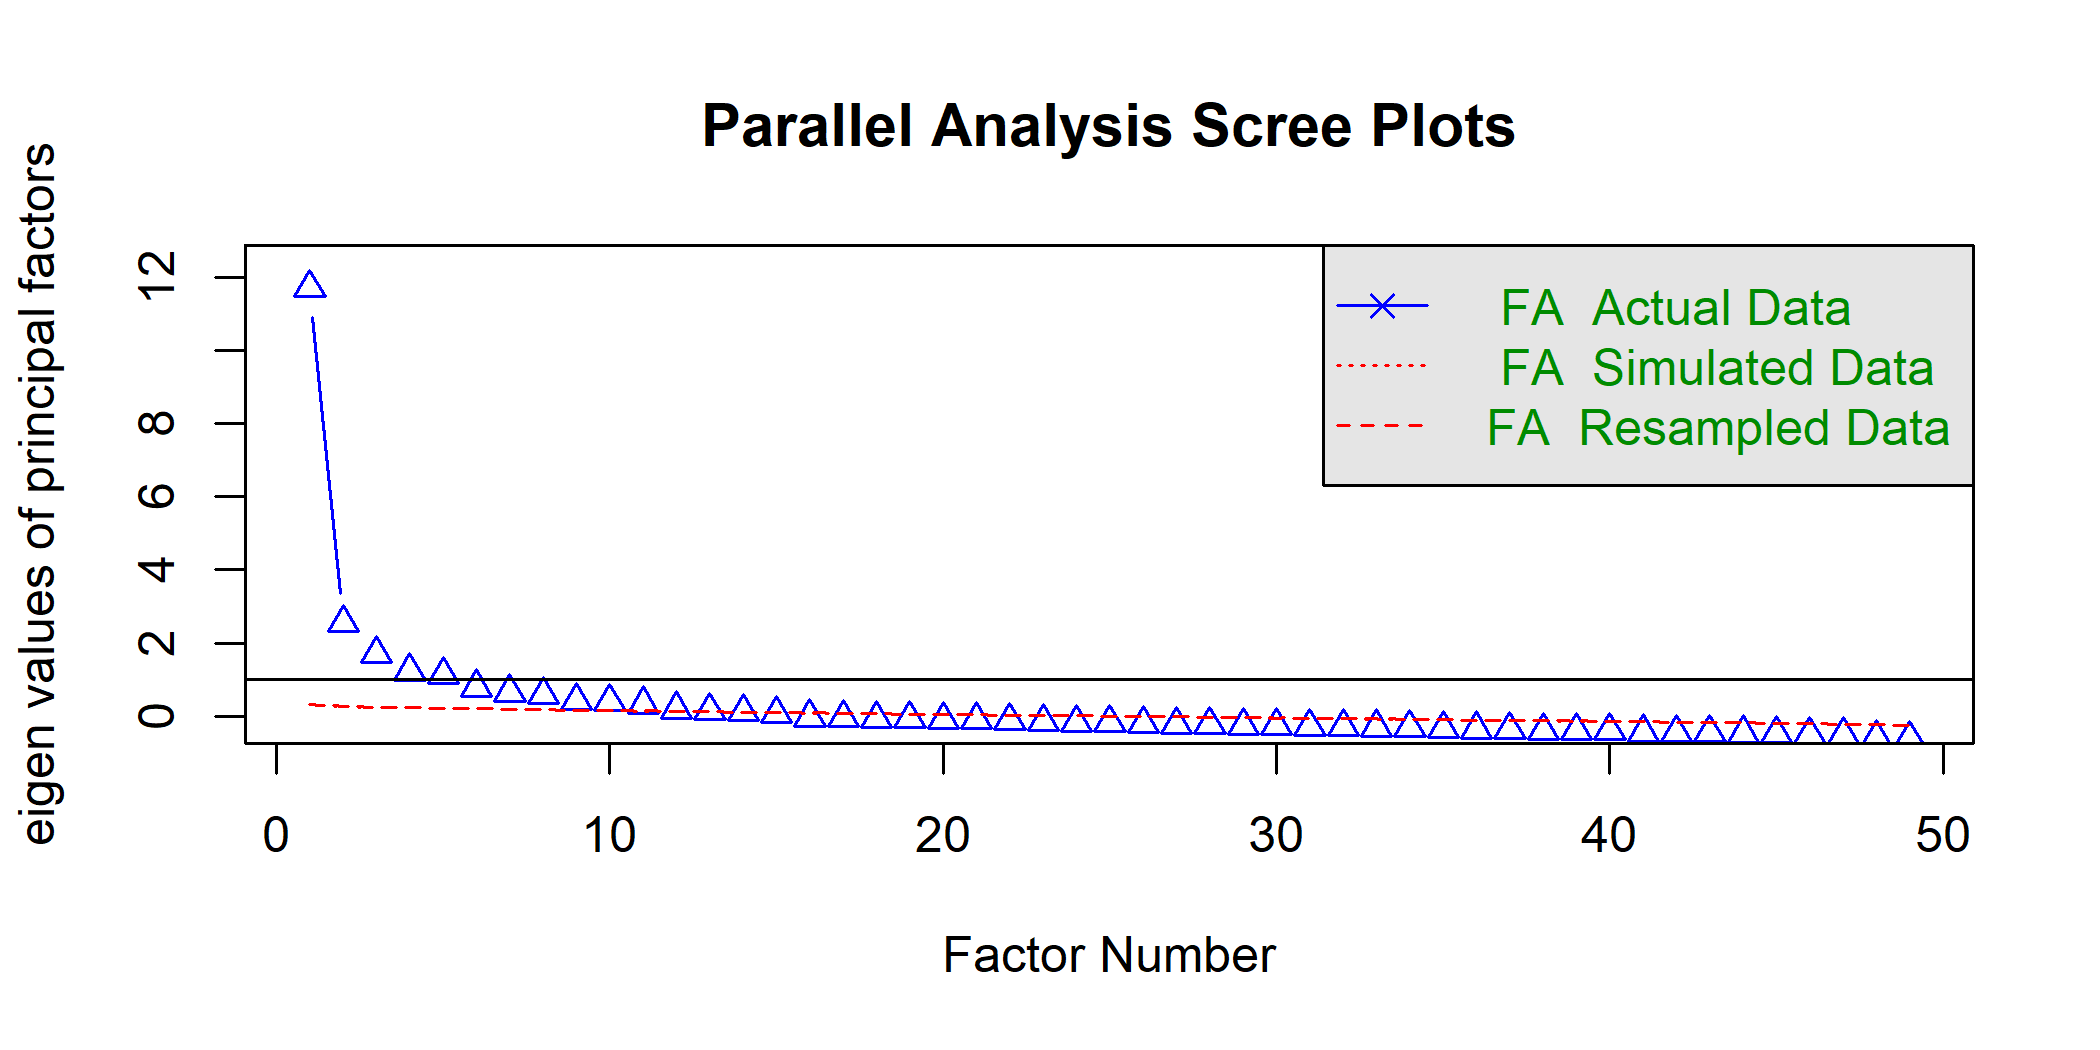 Parallel Analysis Scree Plots
eigen values of principal factors
12
8
6
4
2
0
FA Actual Data
FA Simulated Data
FA Resampled Data
0 10 20 30 40 50
Factor Number